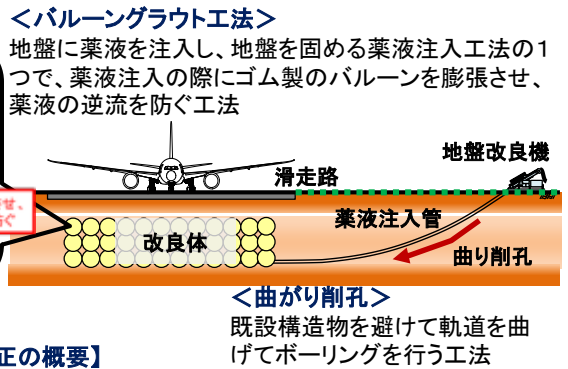 ＜バルーングラウト工法＞
地盤に薬液を注入し、地盤を固める薬液注入工法の１
つで、薬液注入の際にゴム製のバルーンを膨張させ、
薬液の逆流を防ぐ工法
地盤改良機
滑走路
せ、
ぐ
薬液注入管
改良体
曲り削孔
＜曲がり削孔＞
既設構造物を避けて軌道を曲
げてボーリングを行う工法
正の概要】